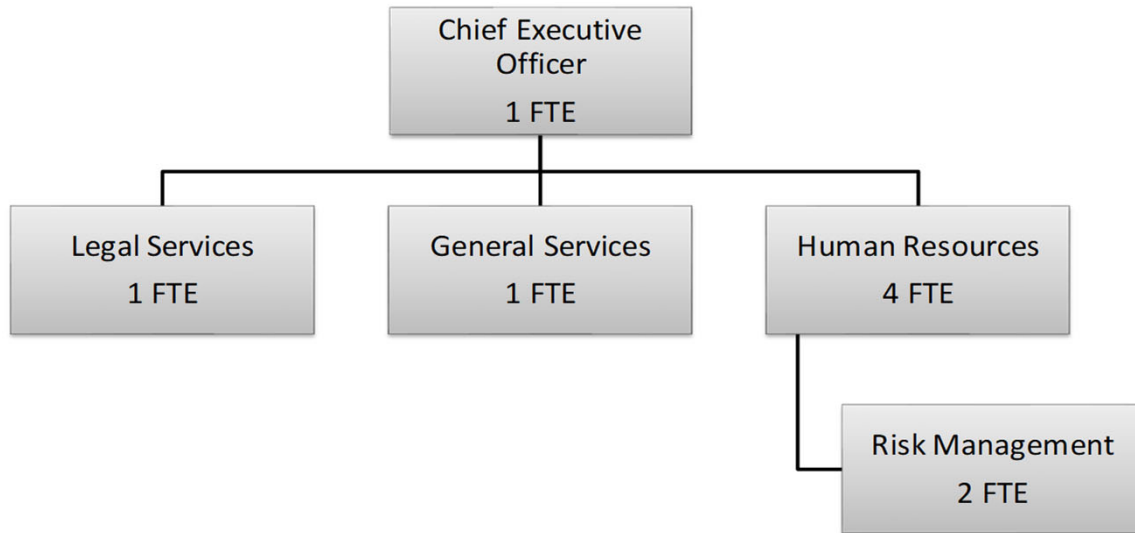 Chief Executive
Officer
1 FTE
Legal Services
1 FTE
General Services
1 FTE
Human Resources
4 FTE
Risk Management
2 FTE